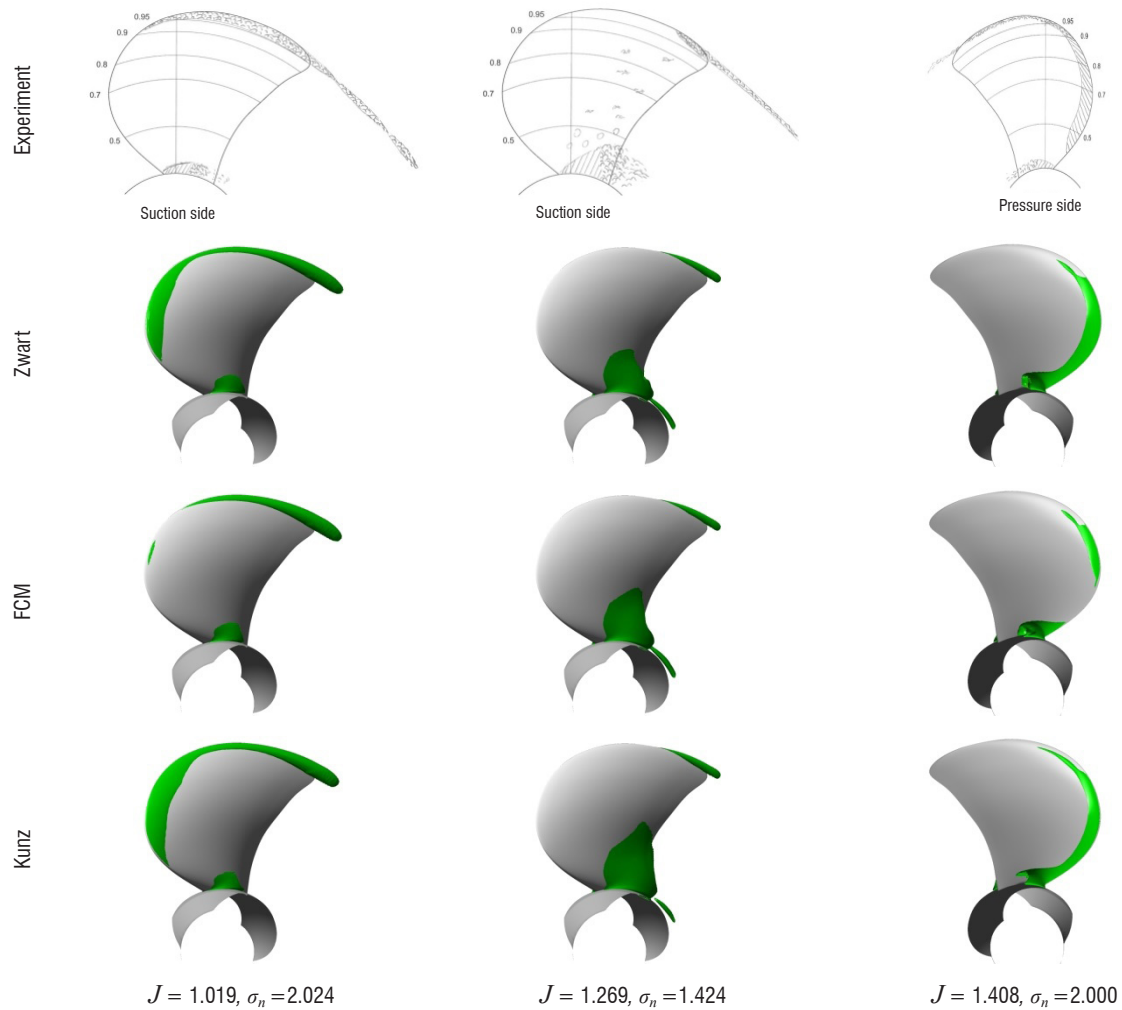 Experiment
0.95
0.9
0.8
0.7
0.5
Suction side
0.95
0.9
0.8
0.7
0.5
Suction side
0.95
0.9
0.8
0.7
0.5
Pressure side
Zwart
FCM
Kunz
J = 1.019, σₙ =2.024
J = 1.269, σₙ =1.424
J = 1.408, σₙ =2.000